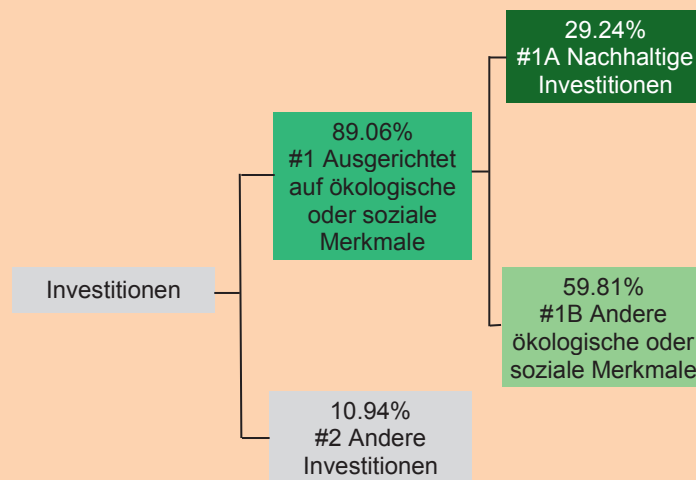 29.24%
#1A Nachhaltige
Investitionen
89.06%
#1 Ausgerichtet
auf ökologische
oder soziale
Merkmale
Investitionen
59.81%
#1B Andere
ökologische oder
soziale Merkmale
10.94%
#2 Andere
Investitionen